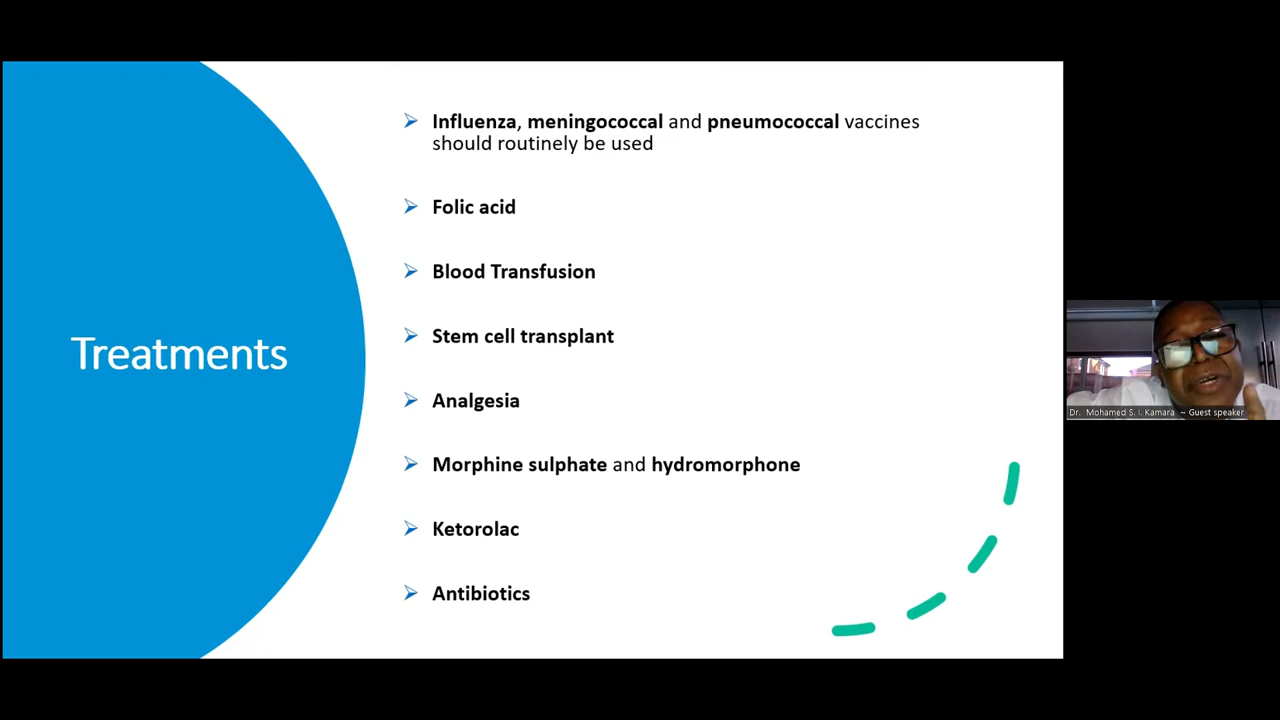 Influenza, meningococcal and pneumococcal vaccines
should routinely be used
Folic acid
Blood Transfusion
Stem cell transplant
Treatments
Analgesia
Morphine sulphate and hydromorphone
Ketorolac
Antibiotics
Dr. Mohamed S. I. Kamara ~ Guest speaker